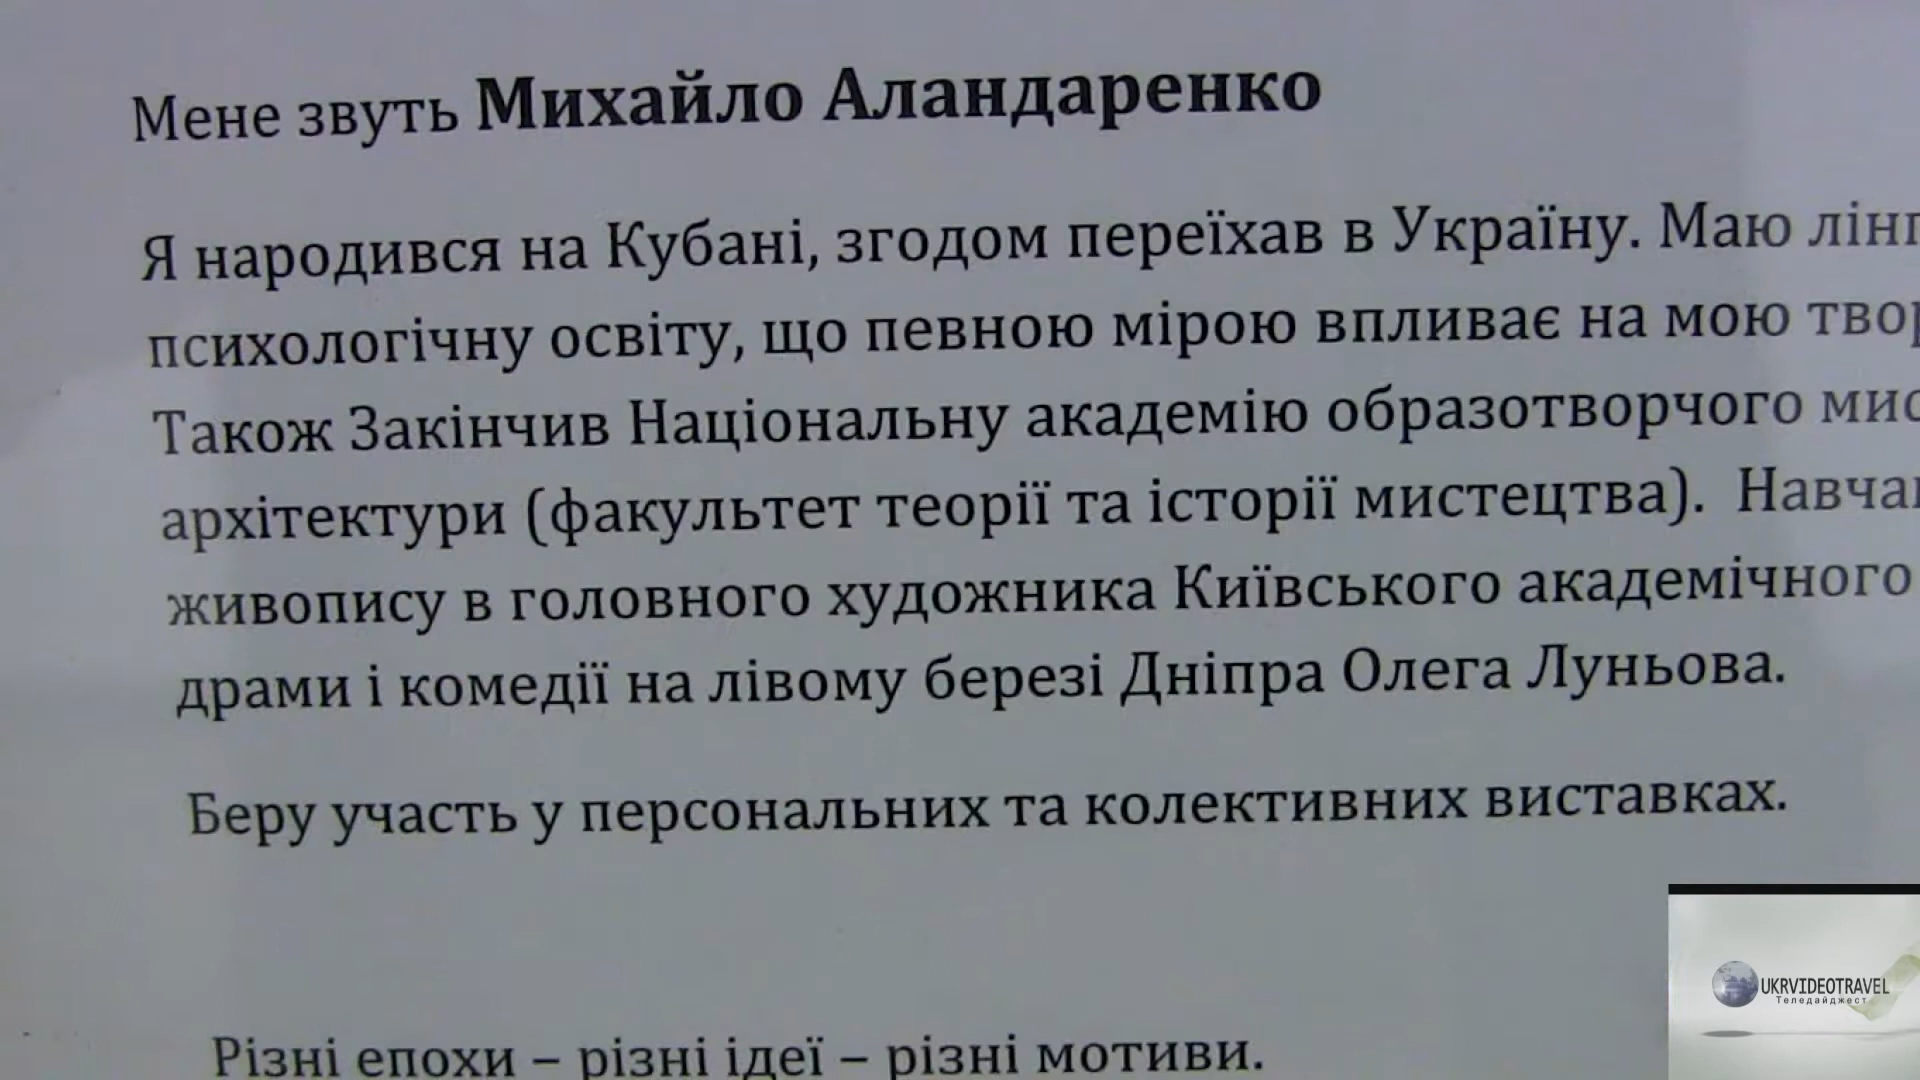 Мене звуть Михайло Аландаренко
Я народився на Кубані, згодом переїхав в Україну. Маю
психологічну освіту, що певною мірою впливає на мою
Також Закінчив Національну академію образотворчого
архітектури (факультет теорії та історії мистецтва).
живопису в головного художника Київського академічного
драми і комедії на лівому березі Дніпра Олега Луньова.
Беру участь у персональних та колективних виставках.
Різні епохи – різні ідеї – різні мотиви.
UKRVIDEOTRAVEL
Теледайджест